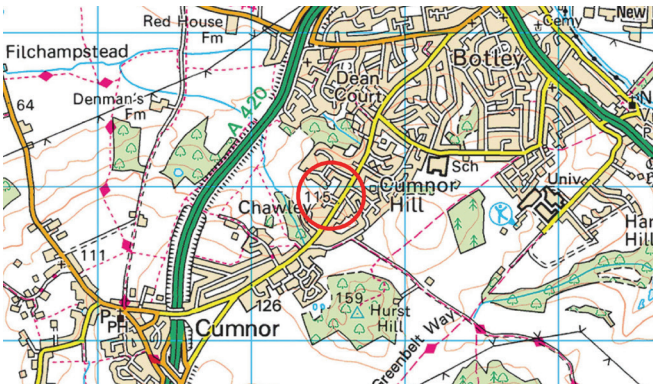 Red House
Fm
Cemy
New
Filchampstead
Botley
Dean
Court
Denman's
Fm
64
A 420
Sch
Univ
115
Cumnor
Hill
Chawley
Har
Hill
111
126
159
Hurst
Hill
P
PH
Cumnor
Greenbelt Way